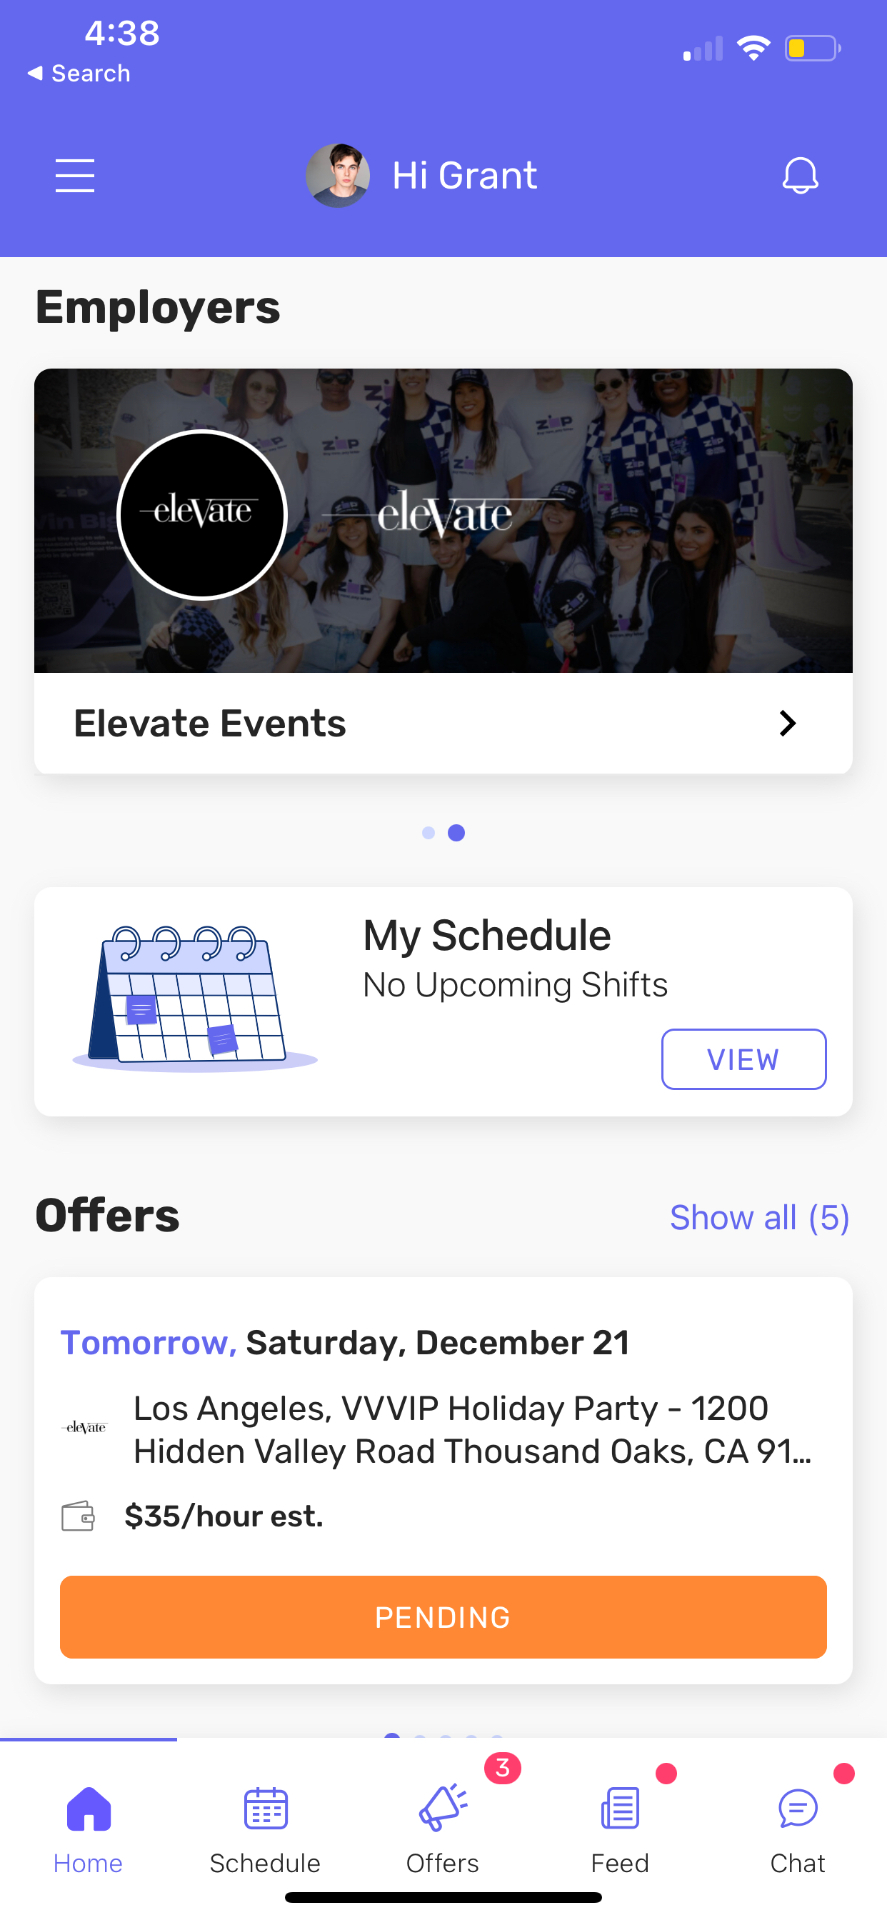 4:38
Search
Hi Grant
Employers
elevate
elevate
Elevate Events
My Schedule
No Upcoming Shifts
VIEW
Offers
Show all (5)
Tomorrow, Saturday, December 21
elevate
Los Angeles, VVVIP Holiday Party - 1200
Hidden Valley Road Thousand Oaks, CA 91...
$35/hour est.
PENDING
3
Home
Schedule
Offers
Feed
Chat